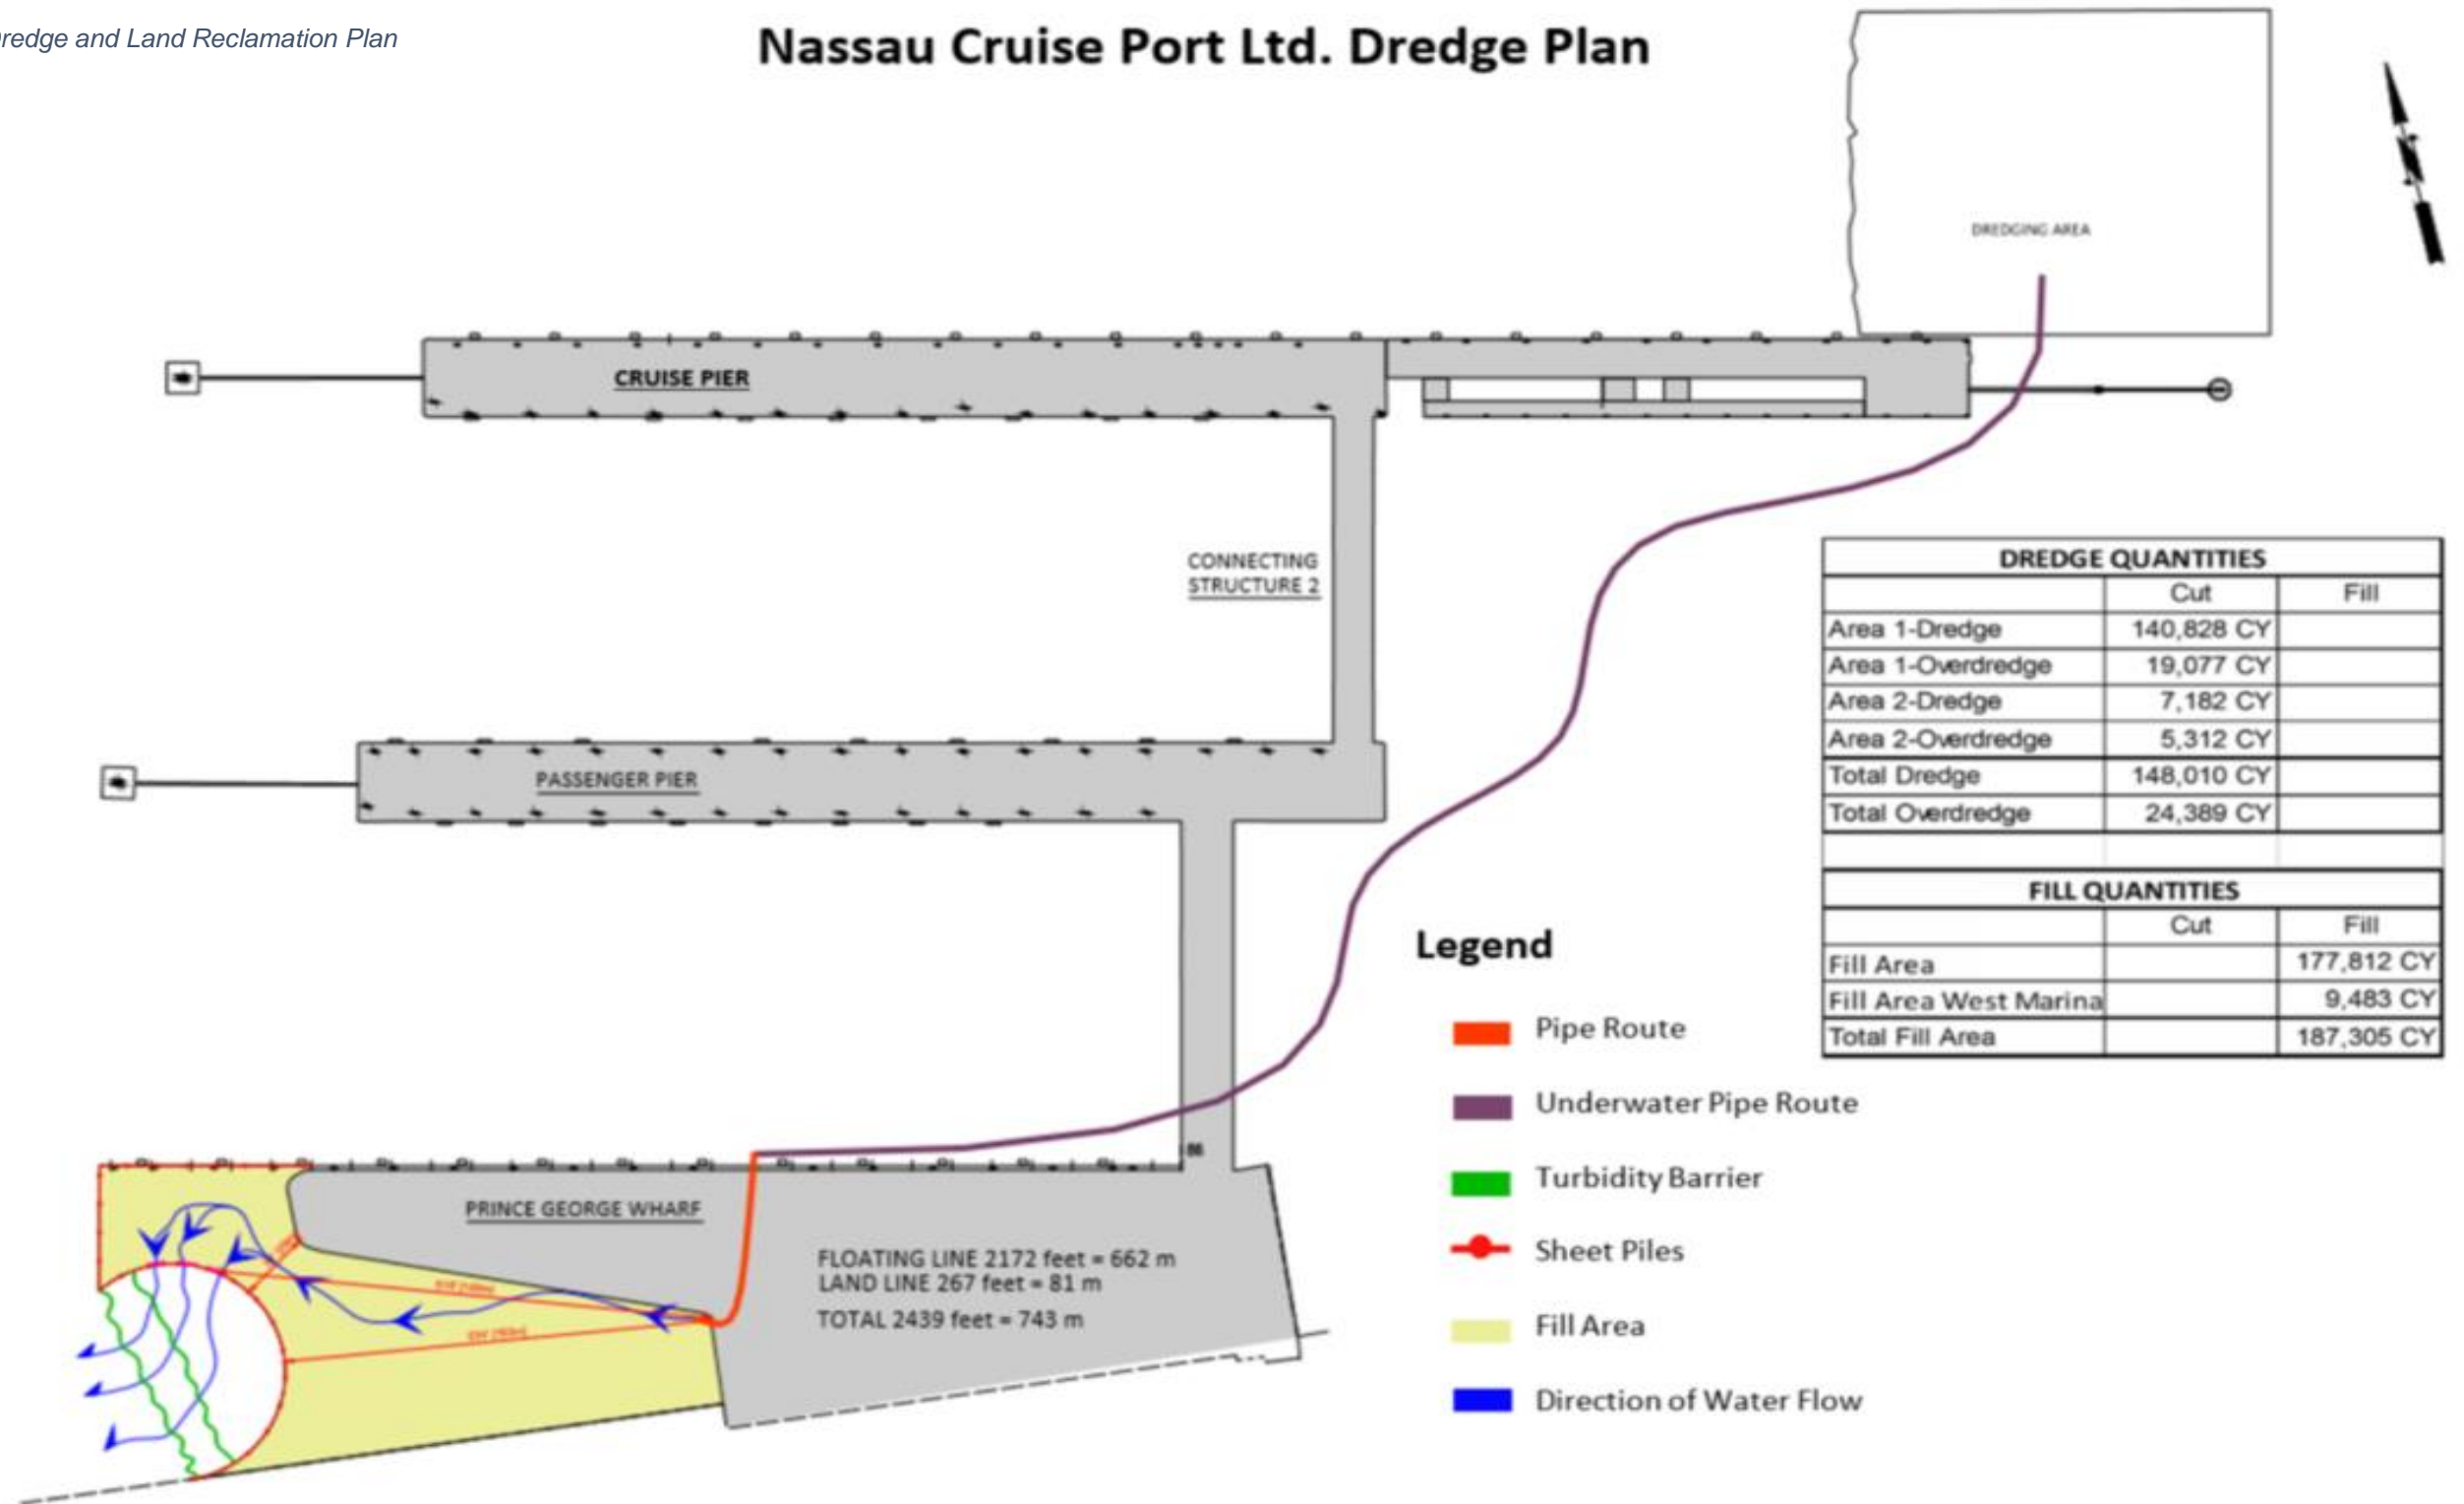 redge and Land Reclamation Plan
Nassau Cruise Port Ltd. Dredge Plan
DREDGING AREA
CRUISE PIER
CONNECTING
STRUCTURE 2
PASSENGER PIER
DREDGE QUANTITIES
Cut Fill
Area 1-Dredge 140,828 CY
Area 1-Overdredge 19,077 CY
Area 2-Dredge 7,182 CY
Area 2-Overdredge 5,312 CY
Total Dredge 148,010 CY
Total Overdredge 24,389 CY
FILL QUANTITIES
Cut Fill
Fill Area 177,812 CY
Fill Area West Marina 9,483 CY
Total Fill Area 187,305 CY
Legend
Pipe Route
Underwater Pipe Route
Turbidity Barrier
Sheet Piles
Fill Area
Direction of Water Flow
PRINCE GEORGE WHARF
FLOATING LINE 2172 feet = 662 m
LAND LINE 267 feet = 81 m
TOTAL 2439 feet = 743 m